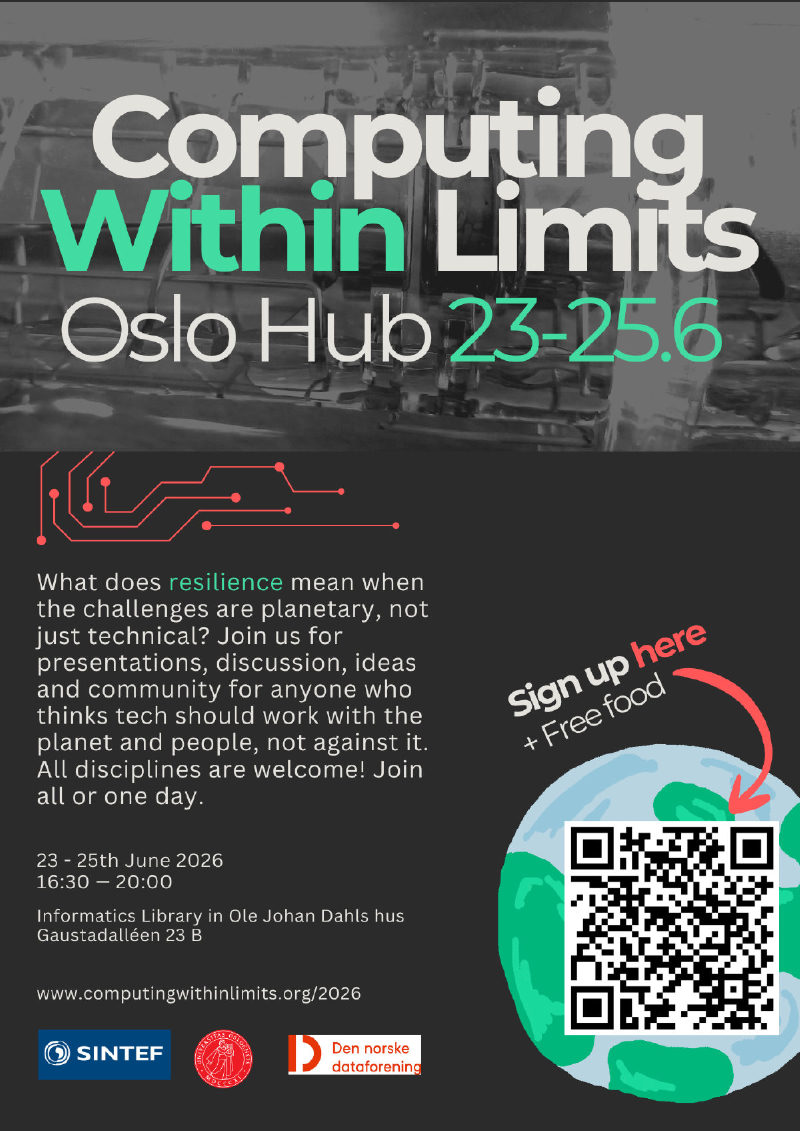 Computing
Within Limits
Oslo Hub 23-25.6
What does resilience mean when
the challenges are planetary, not
just technical? Join us for
presentations, discussion, ideas
and community for anyone who
thinks tech should work with the
planet and people, not against it.
All disciplines are welcome! Join
all or one day.
Sign up here
+ Free food
23 - 25th June 2026
16:30 — 20:00
Informatics Library in Ole Johan Dahls hus
Gaustadalléen 23 B
www.computingwithinlimits.org/2026
SINTEF
Den norske
dataforening